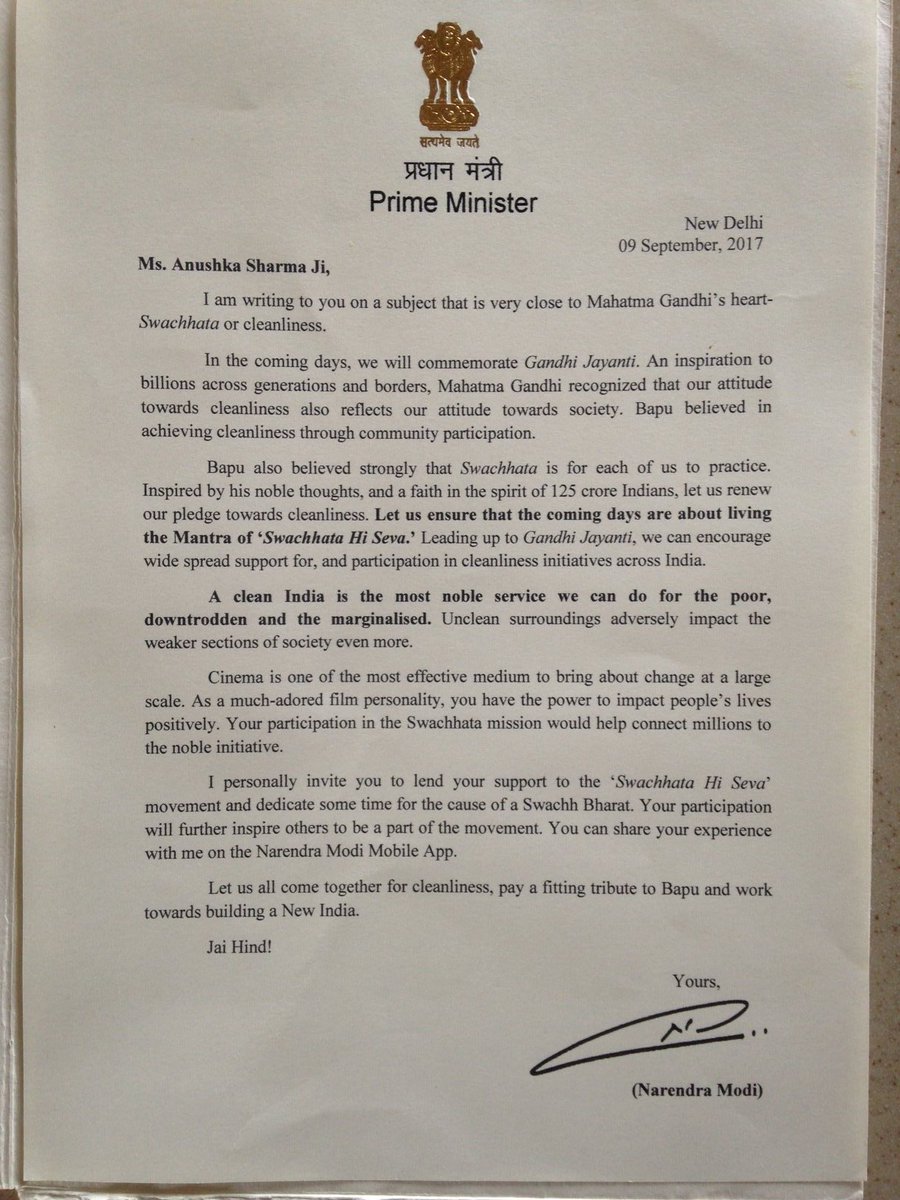 सत्यमेव जयते
प्रधान मंत्री
Prime Minister
New Delhi
09 September, 2017
Ms. Anushka Sharma Ji,
I am writing to you on a subject that is very close to Mahatma Gandhi's heart-
Swachhata or cleanliness.
In the coming days, we will commemorate Gandhi Jayanti. An inspiration to
billions across generations and borders, Mahatma Gandhi recognized that our attitude
towards cleanliness also reflects our attitude towards society. Bapu believed in
achieving cleanliness through community participation.
Bapu also believed strongly that Swachhata is for each of us to practice.
Inspired by his noble thoughts, and a faith in the spirit of 125 crore Indians, let us renew
our pledge towards cleanliness. Let us ensure that the coming days are about living
the Mantra of 'Swachhata Hi Seva.' Leading up to Gandhi Jayanti, we can encourage
wide spread support for, and participation in cleanliness initiatives across India.
A clean India is the most noble service we can do for the poor,
downtrodden and the marginalised. Unclean surroundings adversely impact the
weaker sections of society even more.
Cinema is one of the most effective medium to bring about change at a large
scale. As a much-adored film personality, you have the power to impact people's lives
positively. Your participation in the Swachhata mission would help connect millions to
the noble initiative.
I personally invite you to lend your support to the 'Swachhata Hi Seva'
movement and dedicate some time for the cause of a Swachh Bharat. Your participation
will further inspire others to be a part of the movement. You can share your experience
with me on the Narendra Modi Mobile App.
Let us all come together for cleanliness, pay a fitting tribute to Bapu and work
towards building a New India.
Jai Hind!
Yours,
(Narendra Modi)